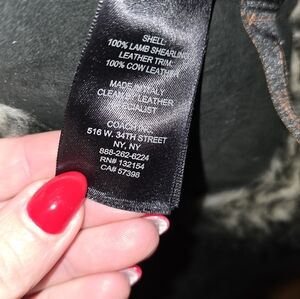 SHELL:
100% LAMB SHEARLING
LEATHER TRIM:
100% COW LEATHER
MADE IN ITALY
CLEAN BY LEATHER
SPECIALIST
COACH
516 W. 34TH STREET
NY, NY
888-262-6224
RN# 132154
CA# 57398